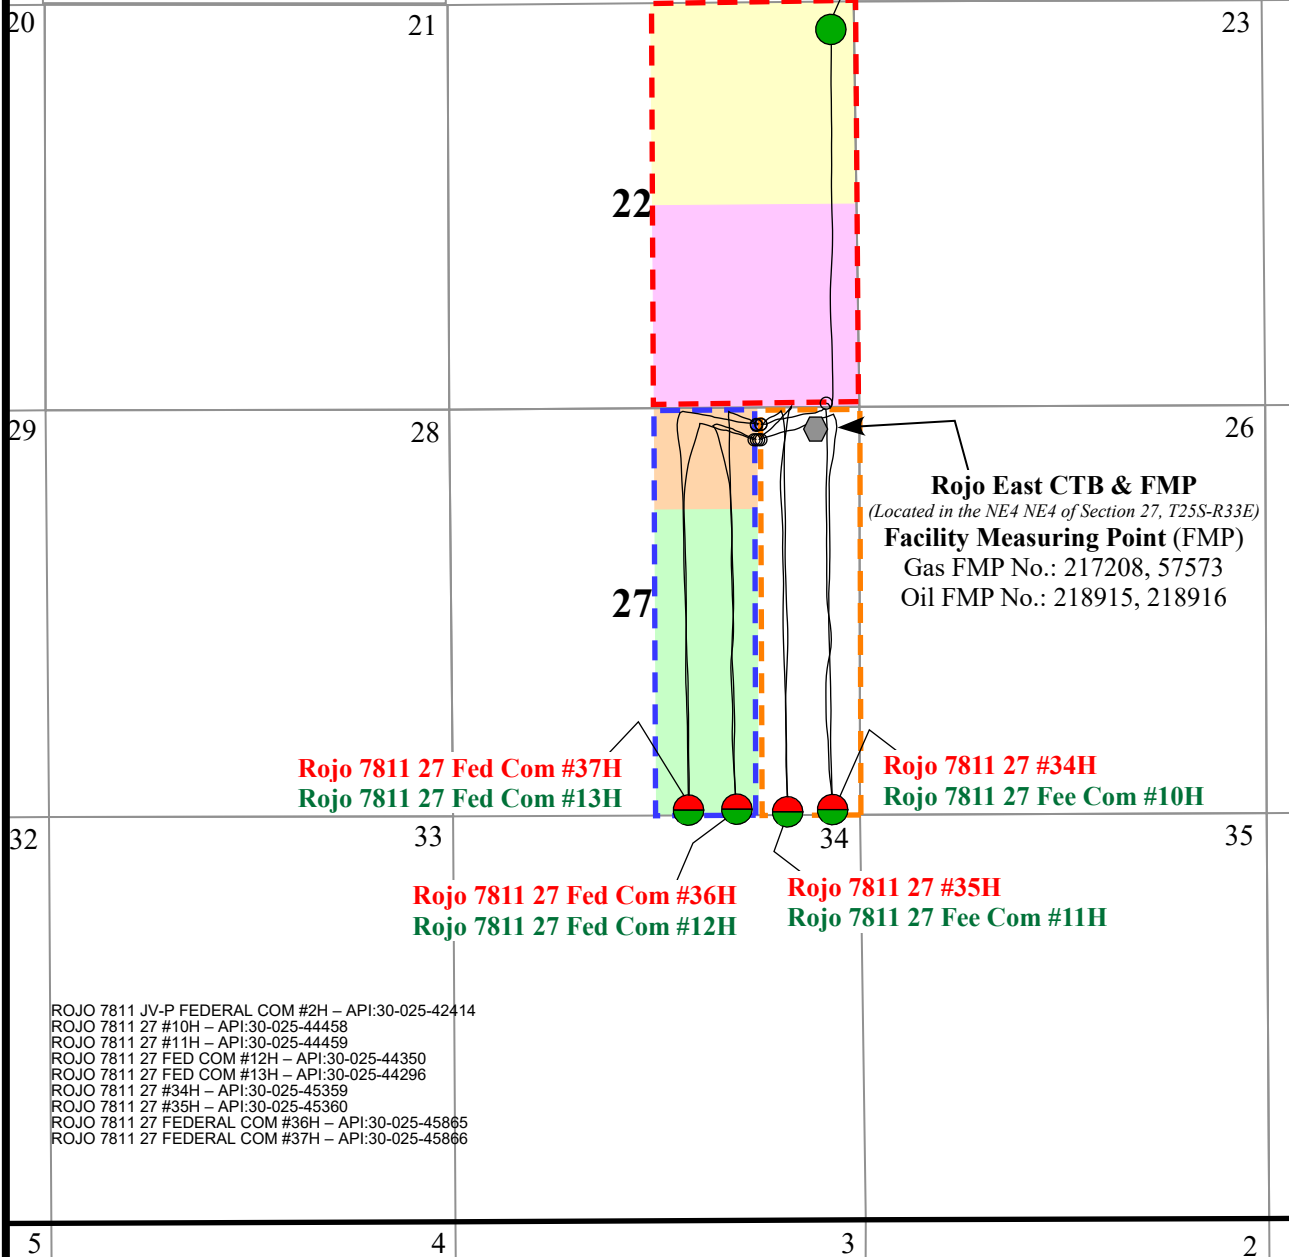 20
21
23
22
29
28
26
Rojo East CTB & FMP
(Located in the NE4 NE4 of Section 27, T25S-R33E)
Facility Measuring Point (FMP)
Gas FMP No.: 217208, 57573
Oil FMP No.: 218915, 218916
27
Rojo 7811 27 Fed Com #37H
Rojo 7811 27 Fed Com #13H
Rojo 7811 27 #34H
Rojo 7811 27 Fee Com #10H
32
33
34
35
Rojo 7811 27 Fed Com #36H
Rojo 7811 27 Fed Com #12H
Rojo 7811 27 #35H
Rojo 7811 27 Fee Com #11H
ROJO 7811 JV-P FEDERAL COM #2H – API:30-025-42414
ROJO 7811 27 #10H – API:30-025-44458
ROJO 7811 27 #11H – API:30-025-44459
ROJO 7811 27 FED COM #12H – API:30-025-44350
ROJO 7811 27 FED COM #13H – API:30-025-44296
ROJO 7811 27 #34H – API:30-025-45359
ROJO 7811 27 #35H – API:30-025-45360
ROJO 7811 27 FEDERAL COM #36H – API:30-025-45865
ROJO 7811 27 FEDERAL COM #37H – API:30-025-45866
5
4
3
2